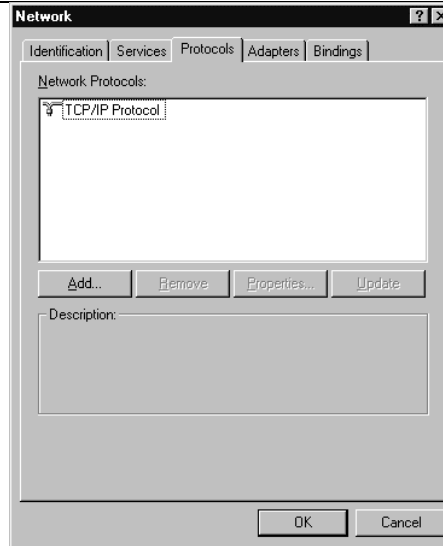 Network
Identification Services Protocols Adapters Bindings
Network Protocols:
TCP/IP Protocol
Add... Remove Properties... Update
Description:
OK Cancel